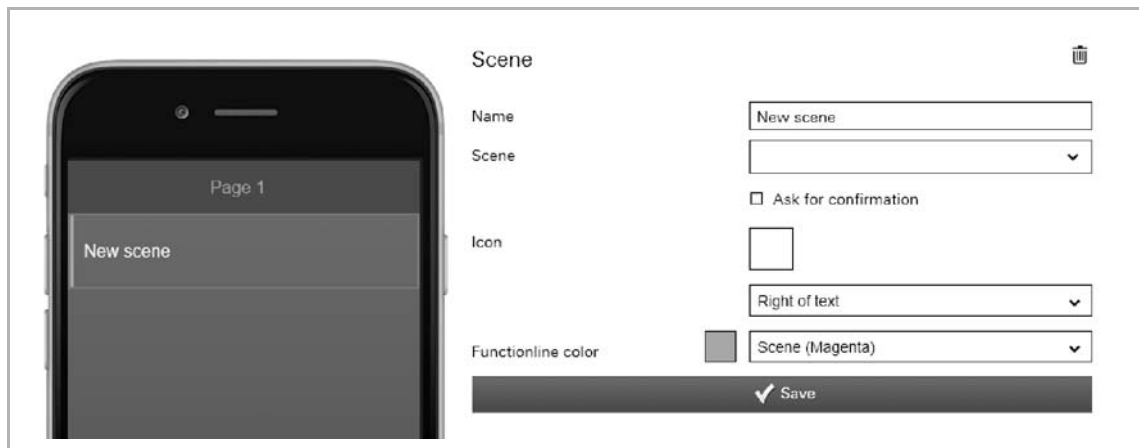 Page 1
New scene
Scene
Name
New scene
Scene
Ask for confirmation
Icon
Right of text
Functionline color
Scene (Magenta)
Save